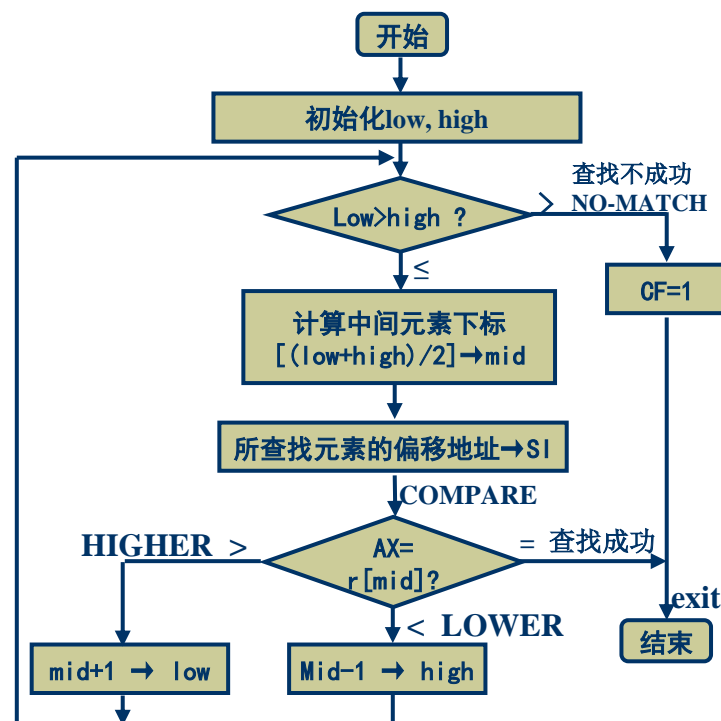 开始
初始化low, high
查找不成功
NO-MATCH
Low>high ?
>
≤
CF=1
计算中间元素下标
[(low+high)/2]→mid
所查找元素的偏移地址→SI
COMPARE
HIGHER >
AX=
r[mid]?
= 查找成功
< LOWER
exit
结束
mid+1 → low
Mid-1 → high